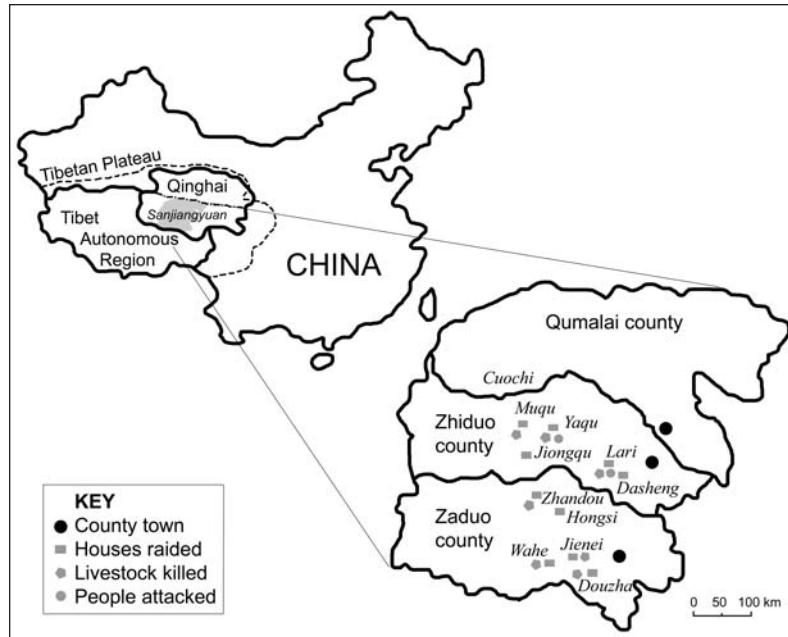 Tibetan Plateau
Qinghai
Sanjiangyuan
Tibet
Autonomous
Region
CHINA
Qumalai county
Cuochi
Muqu
Yaqu
Zhiduo
county
Jiongqu
Lari
Dasheng
Zhandou
Hongsi
Zaduo
county
Wahe
Jienei
Douzha
KEY
County town
Houses raided
Livestock killed
People attacked
0 50 100 km